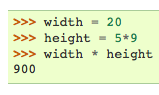 >>> width = 20
>>> height = 5*9
>>> width * height
900